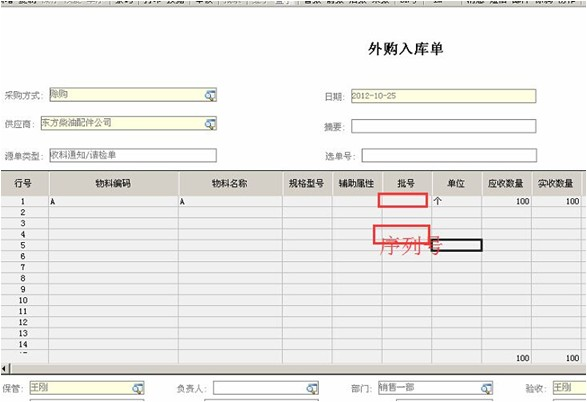 外购入库单
采购方式： 赊购
日期： 2012-10-25
供应商： 东方柴油配件公司
摘要：
源单类型： 收料通知/请检单
选单号：
行号 物料编码 物料名称 规格型号 辅助属性 批号 单位 应收数量 实收数量
1 A A 个 100 100
2
3
4
5 序列号
6
7
8
9
10
11
12
13
14
100 100
保管： 王刚 负责人： 部门： 销售一部 验收： 王刚